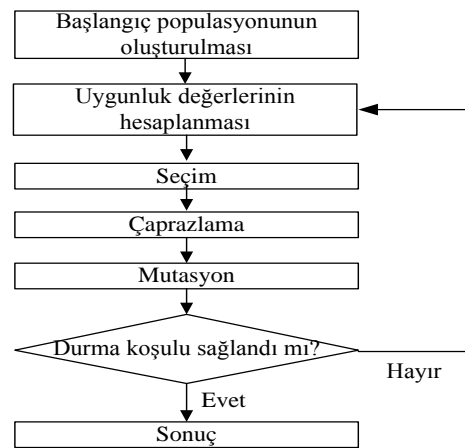 Başlangıç populasyonunun
oluşturulması
Uygunluk değerlerinin
hesaplanması
Seçim
Çaprazlama
Mutasyon
Durma koşulu sağlandı mı?
Hayır
Evet
Sonuç